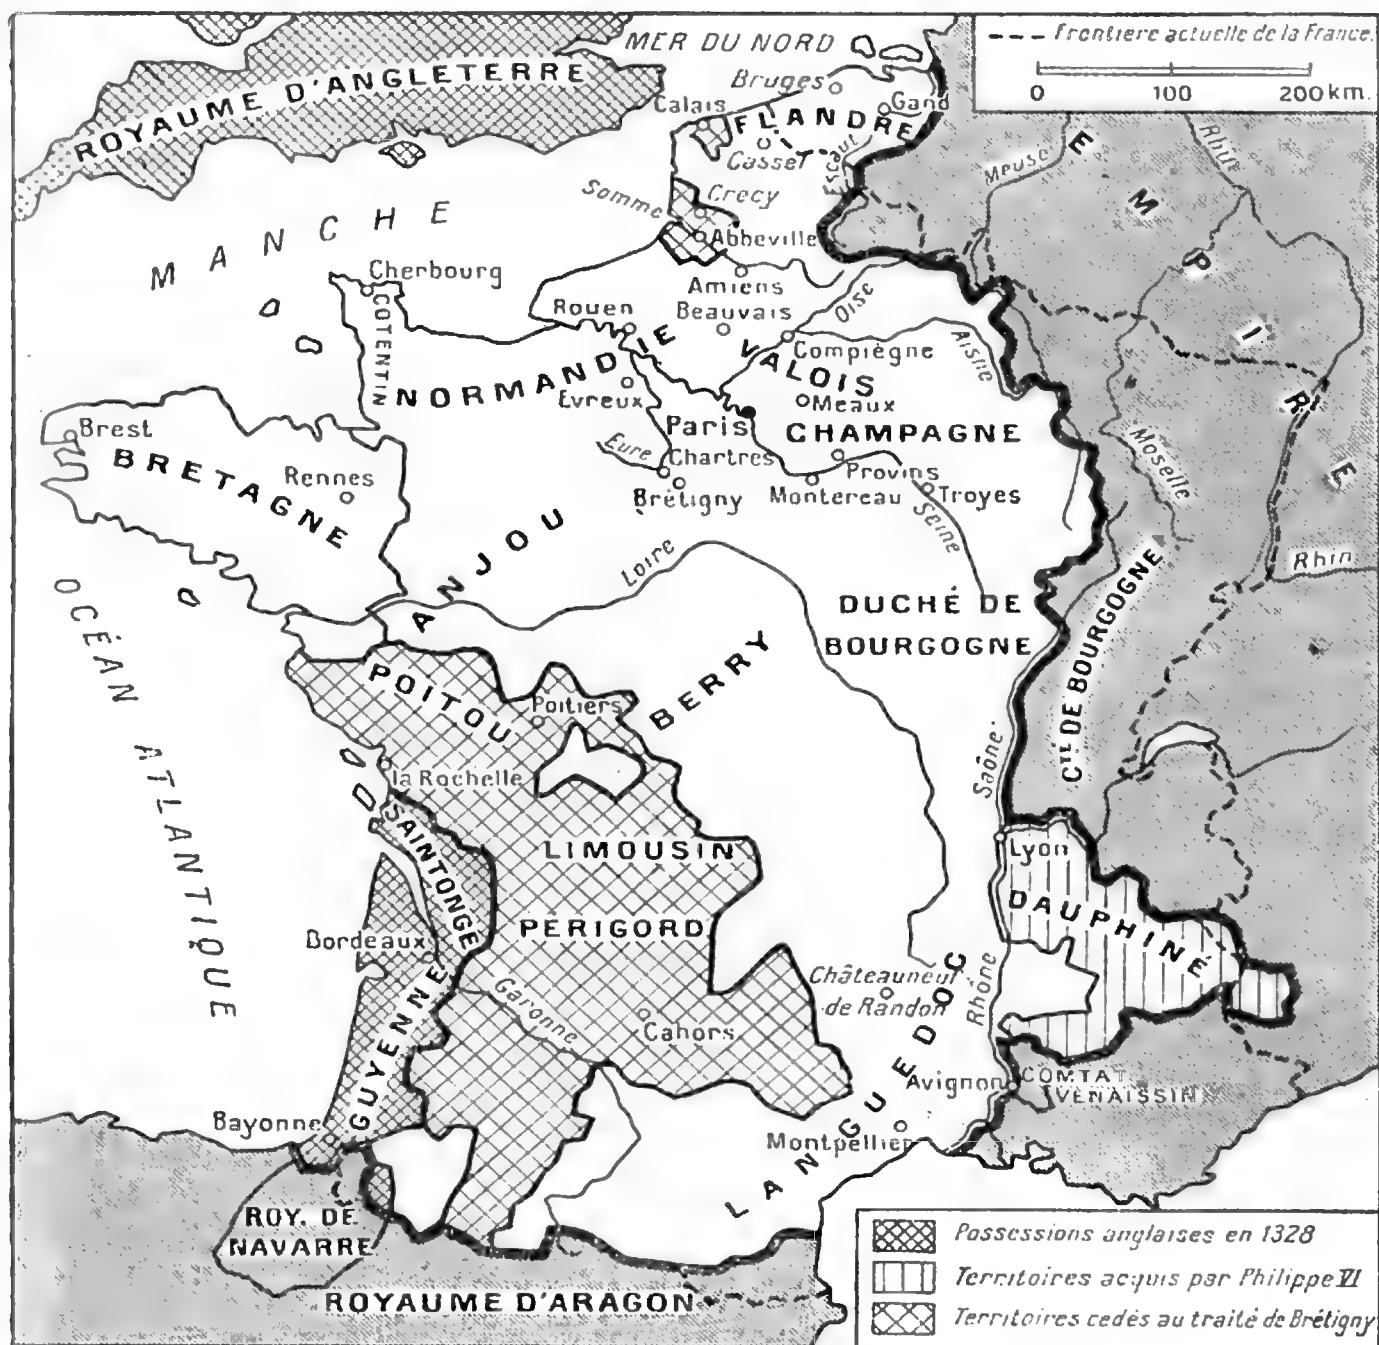 Frontière actuelle de la France.
0 100 200 km.
MER DU NORD
ROYAUME D'ANGLETERRE
Bruges
Gand
Calais
FLANDRE
Cassel
Escaut
Meuse
Rhin
EMPIRE
Somme
Crecy
Abbeville
MANCHE
Cherbourg
COTENTIN
Amiens
Beauvais
Oise
Rouen
Compiègne
Aisne
NORMANDIE
VALOIS
Evreux
Meaux
Paris
CHAMPAGNE
Brest
BRETAGNE
Rennes
Eure
Chartres
Provins
Moselle
Brétigny
Montereau
Troyes
Seine
ANJOU
Loire
Rhin
OCÉAN ATLANTIQUE
DUCHÉ DE
BOURGOGNE
Cté DE BOURGOGNE
POITOU
Poitiers
BERRY
Saône
la Rochelle
SAINTONGE
LIMOUSIN
Lyon
DAUPHINÉ
PÉRIGORD
Bordeaux
Garonne
Châteauneuf
de Randon
Rhône
Cahors
GUYENNE
LANGUEDOC
Avignon
COMTAT
VENAISSIN
Bayonne
Montpellier
ROY. DE
NAVARRE
ROYAUME D'ARAGON
Possessions anglaises en 1328
Territoires acquis par Philippe VI
Territoires cedés au traité de Brétigny